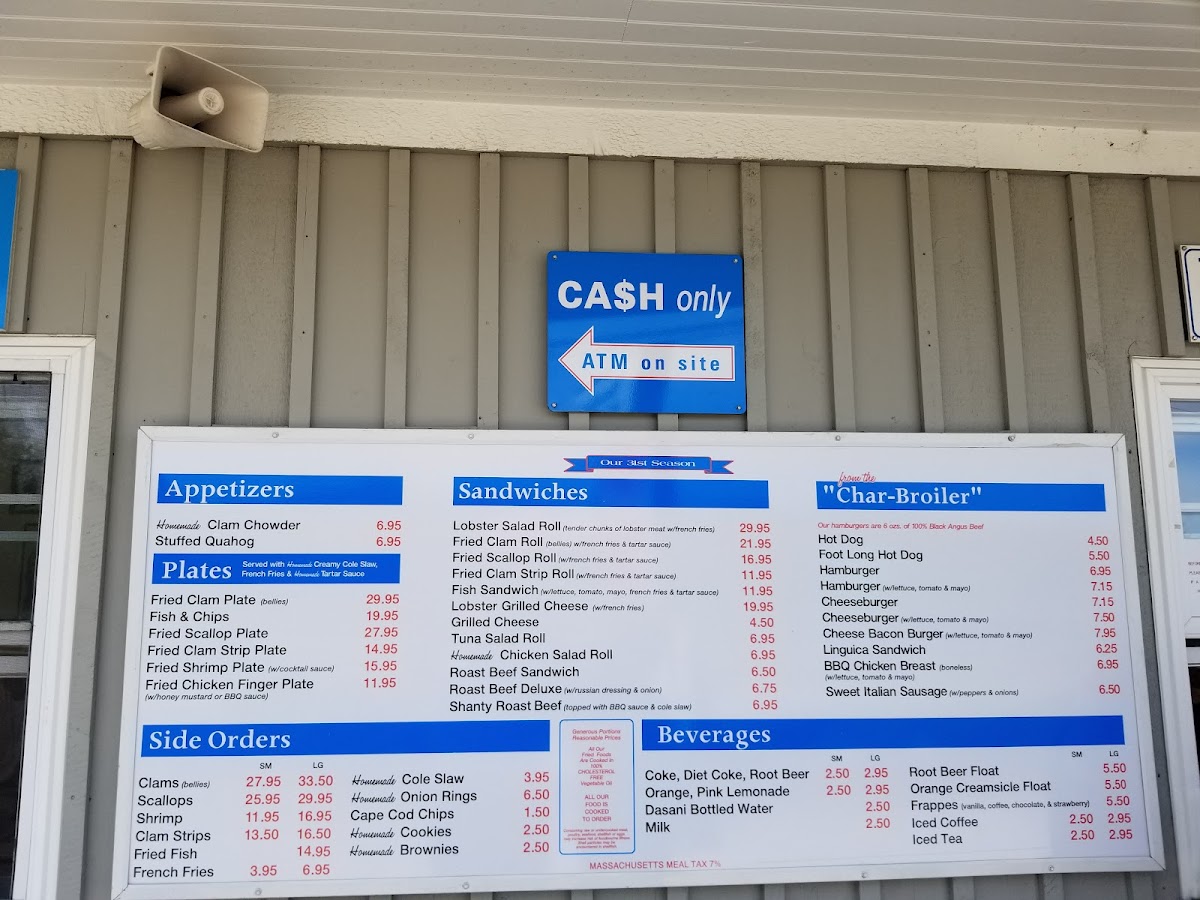 CA$H only
ATM on site
Our 31st Season
Appetizers
Homemade Clam Chowder 6.95
Stuffed Quahog 6.95
Plates Served with Homemade Creamy Cole Slaw,
French Fries & Homemade Tartar Sauce
Fried Clam Plate (bellies) 29.95
Fish & Chips 19.95
Fried Scallop Plate 27.95
Fried Clam Strip Plate 14.95
Fried Shrimp Plate (w/cocktail sauce) 15.95
Fried Chicken Finger Plate 11.95
(w/honey mustard or BBQ sauce)
Sandwiches
Lobster Salad Roll (tender chunks of lobster meat w/french fries) 29.95
Fried Clam Roll (bellies) w/french fries & tartar sauce) 21.95
Fried Scallop Roll (w/french fries & tartar sauce) 16.95
Fried Clam Strip Roll (w/french fries & tartar sauce) 11.95
Fish Sandwich (w/lettuce, tomato, mayo, french fries & tartar sauce) 11.95
Lobster Grilled Cheese (w/french fries) 19.95
Grilled Cheese 4.50
Tuna Salad Roll 6.95
Homemade Chicken Salad Roll 6.95
Roast Beef Sandwich 6.50
Roast Beef Deluxe (w/russian dressing & onion) 6.75
Shanty Roast Beef (topped with BBQ sauce & cole slaw) 6.95
from the
"Char-Broiler"
Our hamburgers are 6 ozs. of 100% Black Angus Beef
Hot Dog 4.50
Foot Long Hot Dog 5.50
Hamburger 6.95
Hamburger (w/lettuce, tomato & mayo) 7.15
Cheeseburger 7.15
Cheeseburger (w/lettuce, tomato & mayo) 7.50
Cheese Bacon Burger (w/lettuce, tomato & mayo) 7.95
Linguica Sandwich 6.25
BBQ Chicken Breast (boneless) 6.95
(w/lettuce, tomato & mayo)
Sweet Italian Sausage (w/peppers & onions) 6.50
Side Orders
SM LG
Clams (bellies) 27.95 33.50
Scallops 25.95 29.95
Shrimp 11.95 16.95
Clam Strips 13.50 16.50
Fried Fish 14.95
French Fries 3.95 6.95
Homemade Cole Slaw 3.95
Homemade Onion Rings 6.50
Cape Cod Chips 1.50
Homemade Cookies 2.50
Homemade Brownies 2.50
Generous Portions
Reasonable Prices
All Our
Fried Foods
Are Cooked in
100%
CHOLESTEROL
FREE
Vegetable Oil
ALL OUR
FOOD IS
COOKED
TO ORDER
Beverages
SM LG
Coke, Diet Coke, Root Beer 2.50 2.95
Orange, Pink Lemonade 2.50 2.95
Dasani Bottled Water 2.50
Milk 2.50
SM LG
Root Beer Float 5.50
Orange Creamsicle Float 5.50
Frappes (vanilla, coffee, chocolate, & strawberry) 5.50
Iced Coffee 2.50 2.95
Iced Tea 2.50 2.95
MASSACHUSETTS MEAL TAX 7%